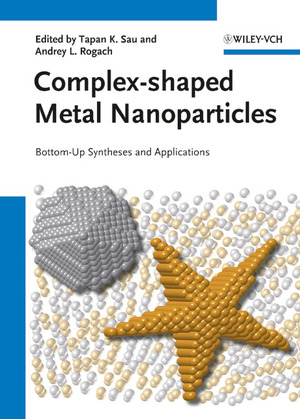 Edited by Tapan K. Sau and
Andrey L. Rogach
WILEY-VCH
Complex-shaped
Metal Nanoparticles
Bottom-Up Syntheses and Applications